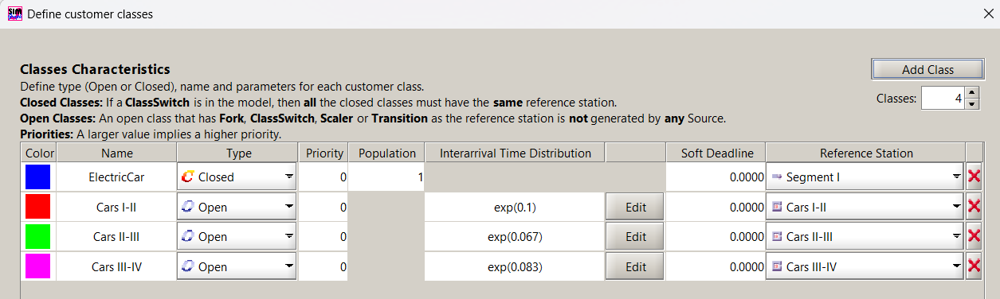 Define customer classes
Classes Characteristics
Add Class
Define type (Open or Closed), name and parameters for each customer class.
Closed Classes: If a ClassSwitch is in the model, then all the closed classes must have the same reference station.
Classes: 4
Open Classes: An open class that has Fork, ClassSwitch, Scaler or Transition as the reference station is not generated by any Source.
Priorities: A larger value implies a higher priority.
Color Name Type Priority Population Interarrival Time Distribution Soft Deadline Reference Station
ElectricCar Closed 0 1 0.0000 Segment I
Cars I-II Open 0 exp(0.1) Edit 0.0000 Cars I-II
Cars II-III Open 0 exp(0.067) Edit 0.0000 Cars II-III
Cars III-IV Open 0 exp(0.083) Edit 0.0000 Cars III-IV